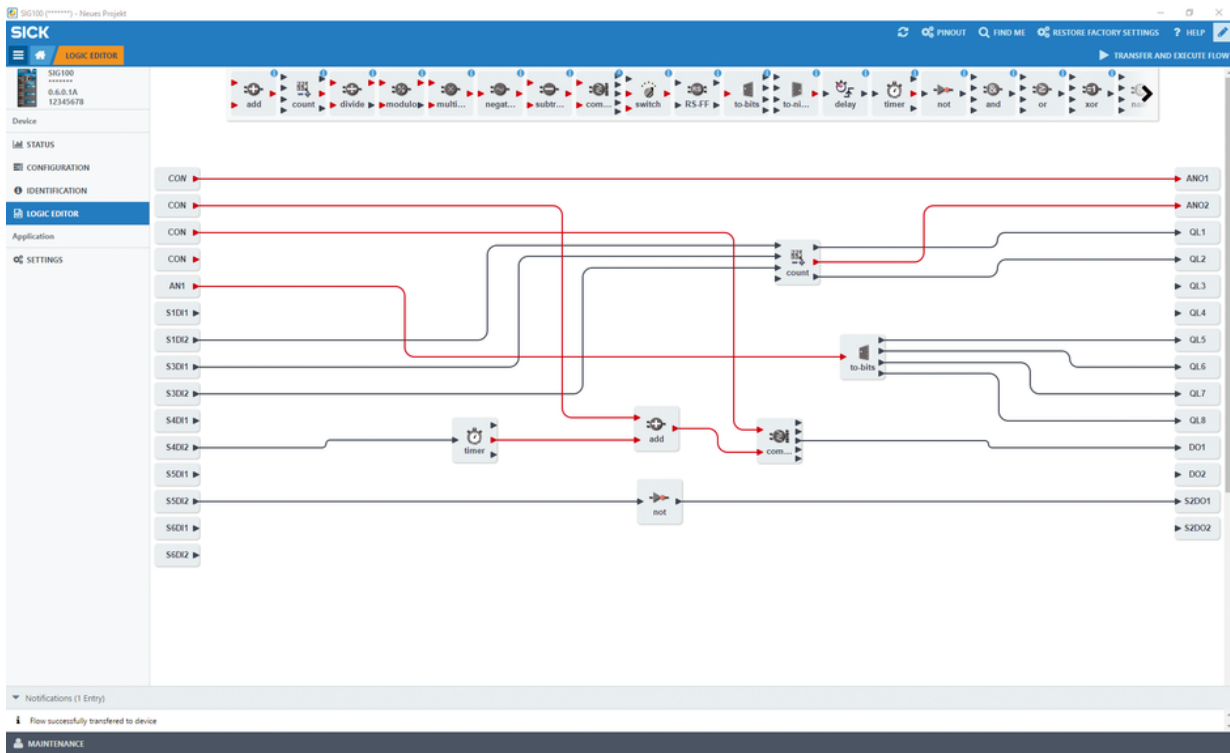 SIG100 (*******) - Neues Projekt
SICK
PINOUT FIND ME RESTORE FACTORY SETTINGS ? HELP
LOGIC EDITOR
TRANSFER AND EXECUTE FLOW
SIG100
*******
0.6.0.1A
12345678
Device
STATUS
CONFIGURATION
IDENTIFICATION
LOGIC EDITOR
Application
SETTINGS
add count divide modulo multi... negat... subtr... com... switch RS-FF to-bits to-ni... delay timer not and or xor
CON
CON
CON
CON
AN1
S1DI1
S1DI2
S3DI1
S3DI2
S4DI1
S4DI2
S5DI1
S5DI2
S6DI1
S6DI2
count
to-bits
timer
add
com...
not
ANO1
ANO2
QL1
QL2
QL3
QL4
QL5
QL6
QL7
QL8
DO1
DO2
S2DO1
S2DO2
Notifications (1 Entry)
Flow successfully transfered to device
MAINTENANCE